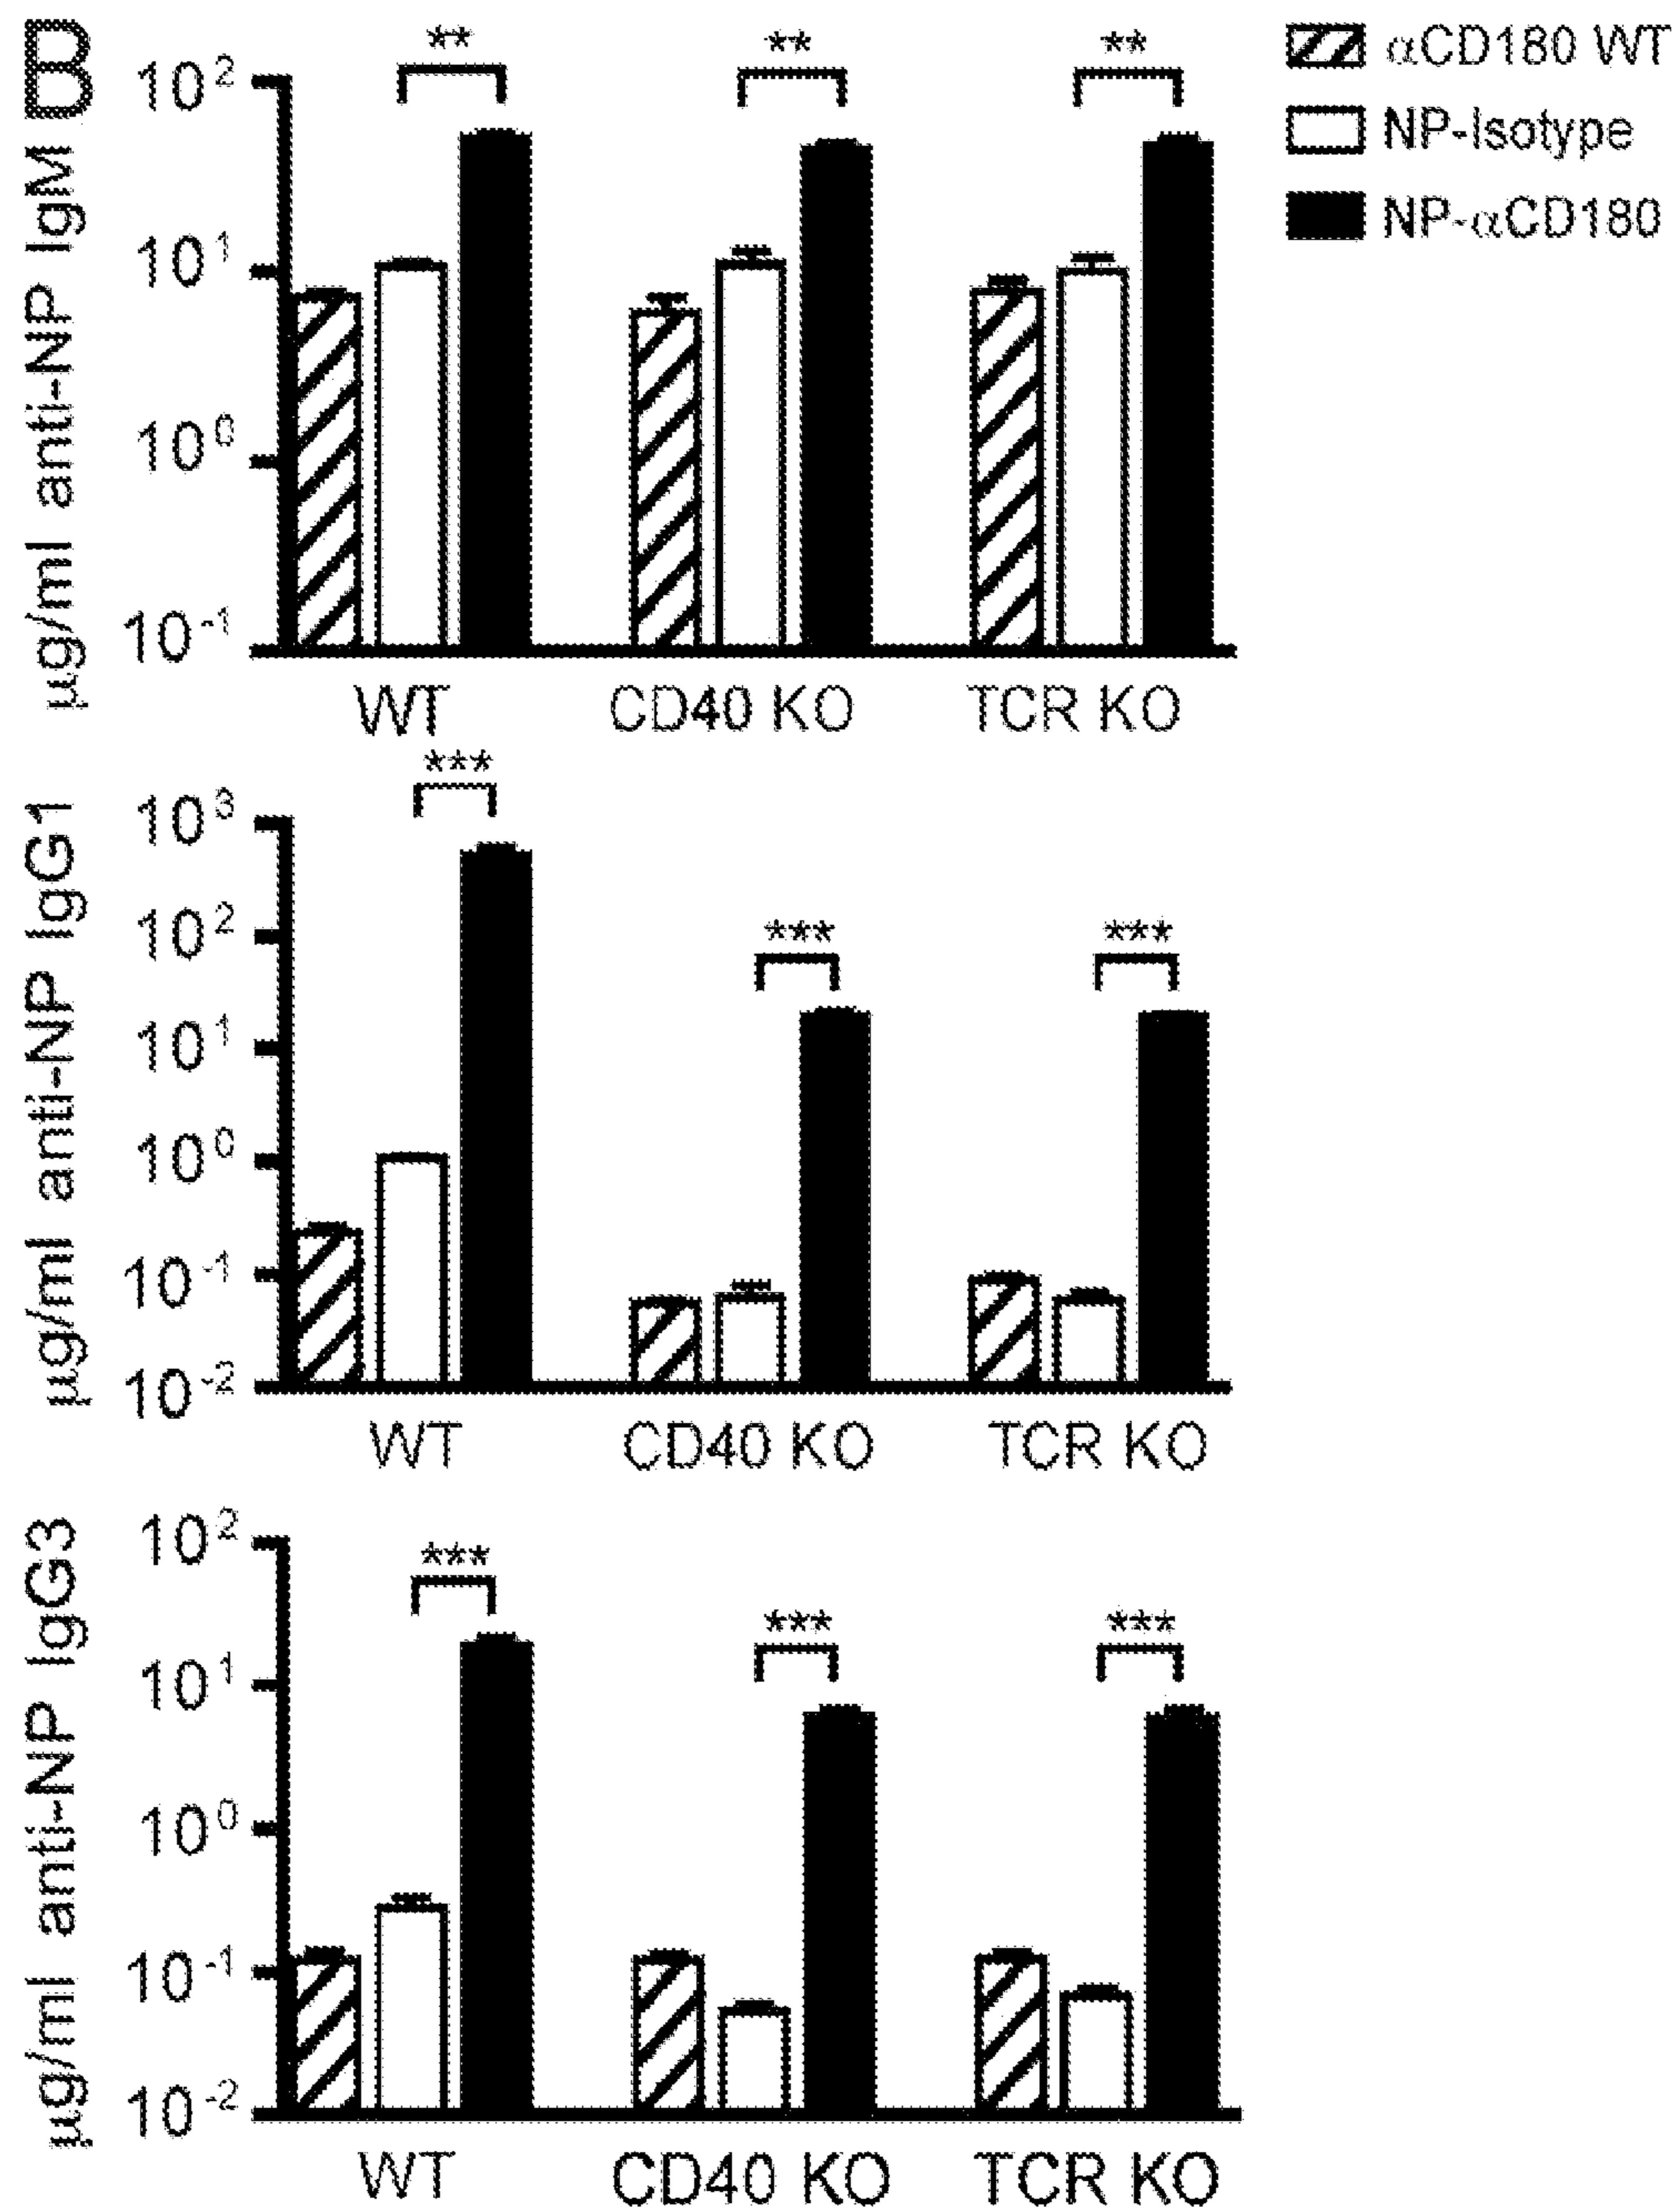 B
αCD180 WT
NP-Isotype
NP-αCD180
µg/ml anti-NP IgM
10²
10¹
10⁰
10⁻¹
** ** **
WT CD40 KO TCR KO
µg/ml anti-NP IgG1
10³
10²
10¹
10⁰
10⁻¹
10⁻²
*** *** ***
WT CD40 KO TCR KO
µg/ml anti-NP IgG3
10²
10¹
10⁰
10⁻¹
10⁻²
*** *** ***
WT CD40 KO TCR KO